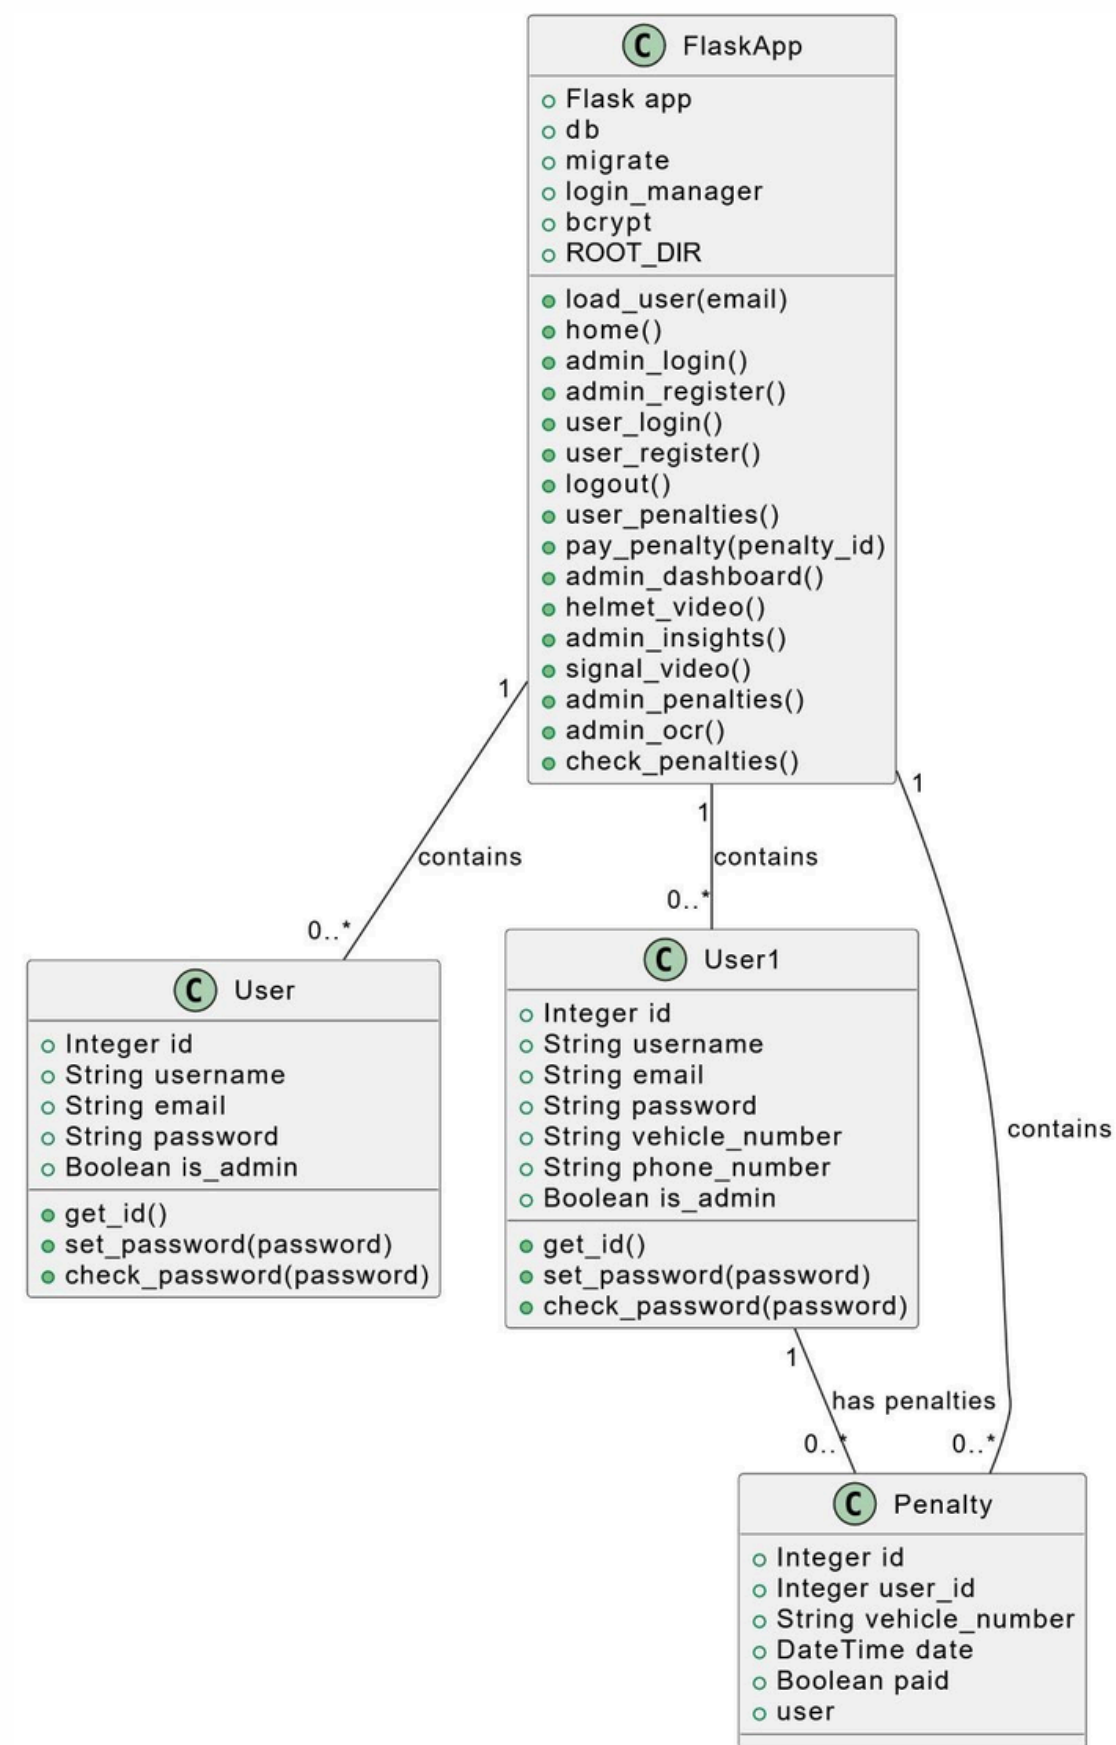 C FlaskApp
Flask app
db
migrate
login_manager
bcrypt
ROOT_DIR
load_user(email)
home()
admin_login()
admin_register()
user_login()
user_register()
logout()
user_penalties()
pay_penalty(penalty_id)
admin_dashboard()
helmet_video()
admin_insights()
signal_video()
admin_penalties()
admin_ocr()
check_penalties()
1
1
1
contains
contains
0..*
0..*
C User
Integer id
String username
String email
String password
Boolean is_admin
get_id()
set_password(password)
check_password(password)
C User1
Integer id
String username
String email
String password
String vehicle_number
String phone_number
Boolean is_admin
get_id()
set_password(password)
check_password(password)
contains
1
has penalties
0..*
0..*
C Penalty
Integer id
Integer user_id
String vehicle_number
DateTime date
Boolean paid
user